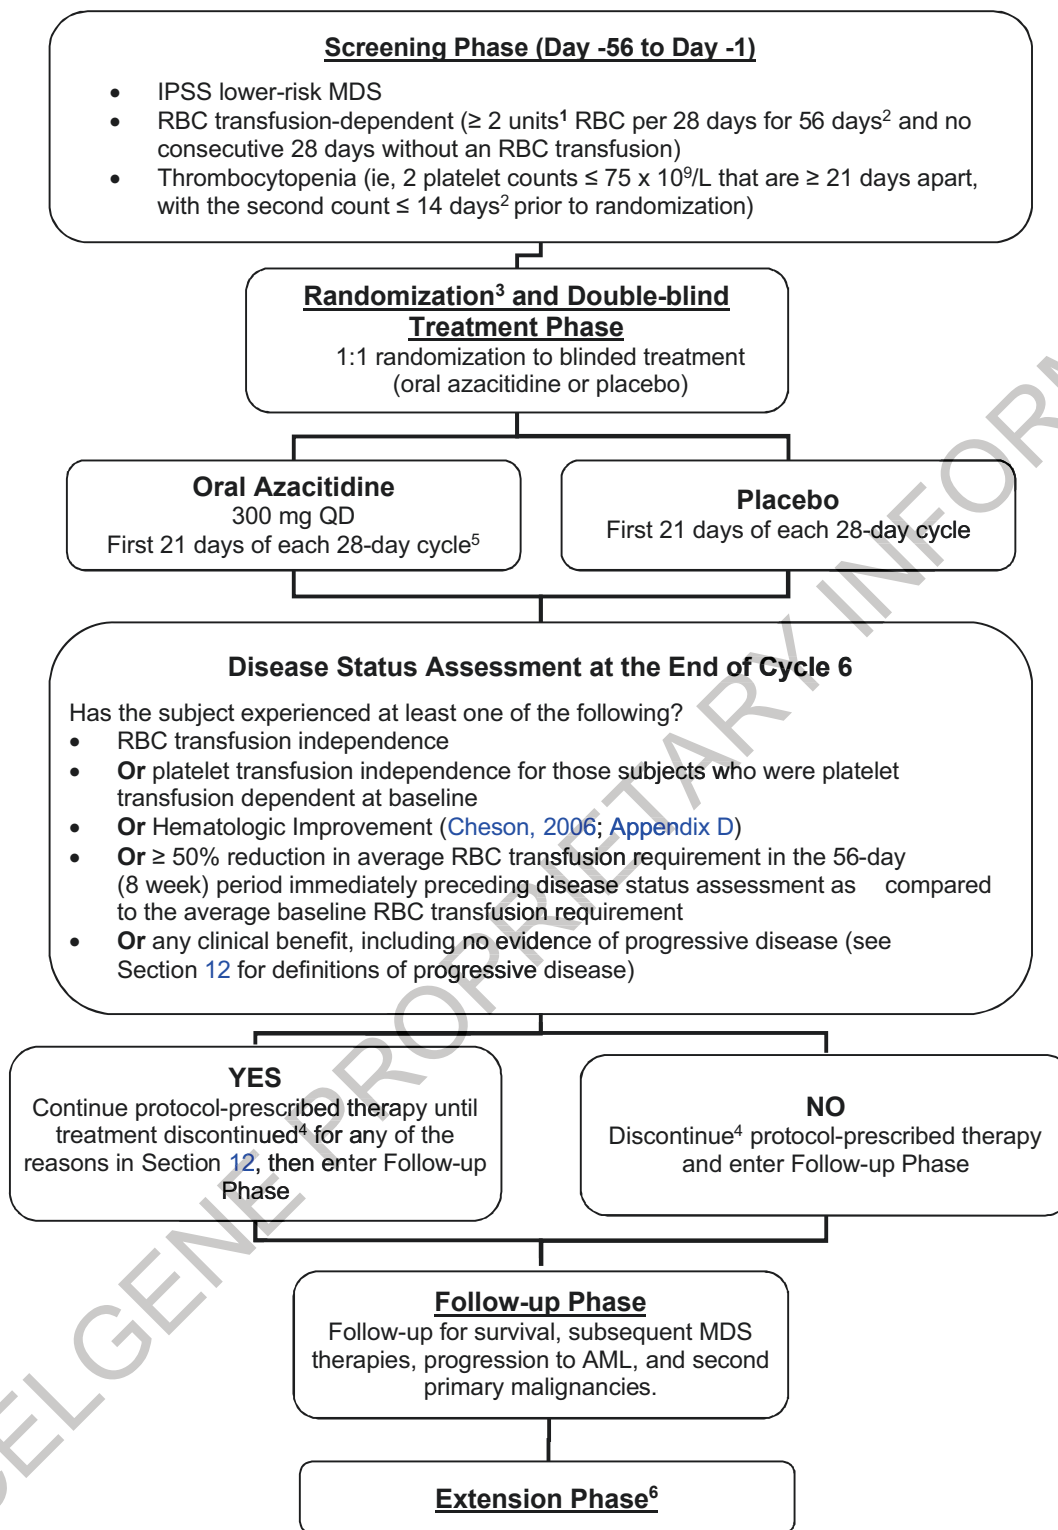 Screening Phase (Day -56 to Day -1)
• IPSS lower-risk MDS
• RBC transfusion-dependent (≥ 2 units¹ RBC per 28 days for 56 days² and no
consecutive 28 days without an RBC transfusion)
• Thrombocytopenia (ie, 2 platelet counts ≤ 75 x 10⁹/L that are ≥ 21 days apart,
with the second count ≤ 14 days² prior to randomization)
Randomization³ and Double-blind
Treatment Phase
1:1 randomization to blinded treatment
(oral azacitidine or placebo)
Oral Azacitidine
300 mg QD
First 21 days of each 28-day cycle⁵
Placebo
First 21 days of each 28-day cycle
Disease Status Assessment at the End of Cycle 6
Has the subject experienced at least one of the following?
• RBC transfusion independence
• Or platelet transfusion independence for those subjects who were platelet
transfusion dependent at baseline
• Or Hematologic Improvement (Cheson, 2006; Appendix D)
• Or ≥ 50% reduction in average RBC transfusion requirement in the 56-day
(8 week) period immediately preceding disease status assessment as compared
to the average baseline RBC transfusion requirement
• Or any clinical benefit, including no evidence of progressive disease (see
Section 12 for definitions of progressive disease)
YES
Continue protocol-prescribed therapy until
treatment discontinued⁴ for any of the
reasons in Section 12, then enter Follow-up
Phase
NO
Discontinue⁴ protocol-prescribed therapy
and enter Follow-up Phase
Follow-up Phase
Follow-up for survival, subsequent MDS
therapies, progression to AML, and second
primary malignancies.
Extension Phase⁶
ELGENE PROPRIETARY INFOR